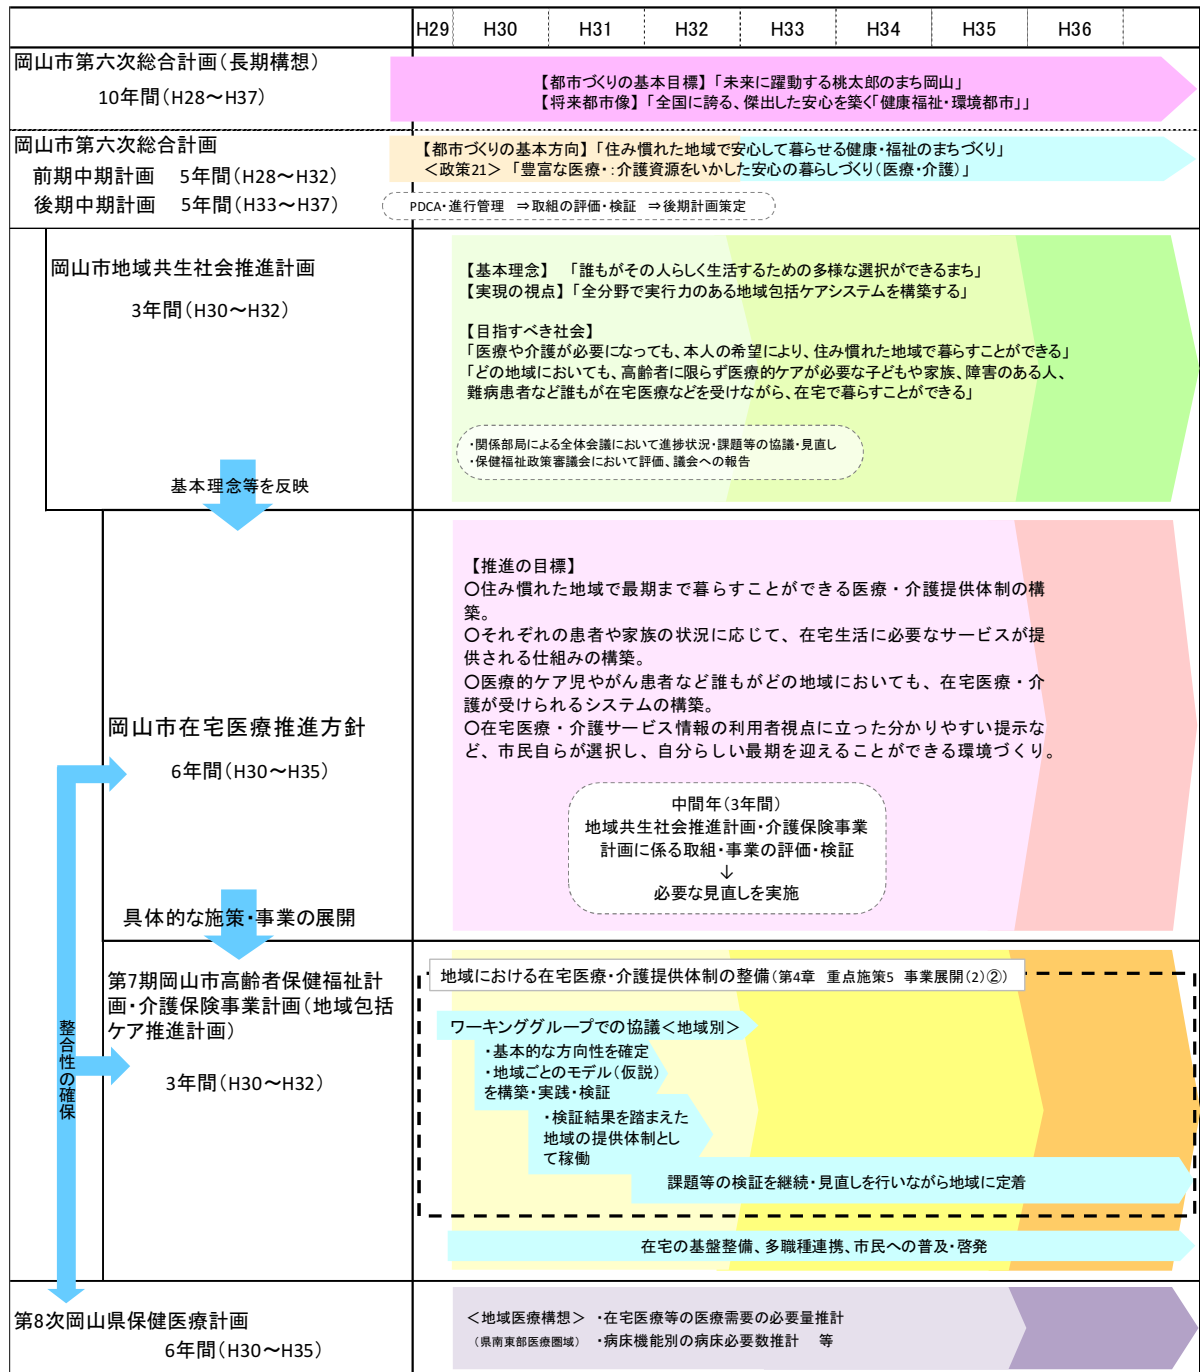 H29 H30 H31 H32 H33 H34 H35 H36
岡山市第六次総合計画(長期構想)
10年間(H28～H37)
【都市づくりの基本目標】「未来に躍動する桃太郎のまち岡山」
【将来都市像】「全国に誇る、傑出した安心を築く「健康福祉・環境都市」」
岡山市第六次総合計画
前期中期計画 5年間(H28～H32)
後期中期計画 5年間(H33～H37)
【都市づくりの基本方向】「住み慣れた地域で安心して暮らせる健康・福祉のまちづくり」
<政策21> 「豊富な医療・:介護資源をいかした安心の暮らしづくり(医療・介護)」
PDCA・進行管理 ⇒取組の評価・検証 ⇒後期計画策定
岡山市地域共生社会推進計画
3年間(H30～H32)
基本理念等を反映
【基本理念】 「誰もがその人らしく生活するための多様な選択ができるまち」
【実現の視点】「全分野で実行力のある地域包括ケアシステムを構築する」
【目指すべき社会】
「医療や介護が必要になっても、本人の希望により、住み慣れた地域で暮らすことができる」
「どの地域においても、高齢者に限らず医療的ケアが必要な子どもや家族、障害のある人、
難病患者など誰もが在宅医療などを受けながら、在宅で暮らすことができる」
・関係部局による全体会議において進捗状況・課題等の協議・見直し
・保健福祉政策審議会において評価、議会への報告
岡山市在宅医療推進方針
6年間(H30～H35)
具体的な施策・事業の展開
【推進の目標】
○住み慣れた地域で最期まで暮らすことができる医療・介護提供体制の構
築。
○それぞれの患者や家族の状況に応じて、在宅生活に必要なサービスが提
供される仕組みの構築。
○医療的ケア児やがん患者など誰もがどの地域においても、在宅医療・介
護が受けられるシステムの構築。
○在宅医療・介護サービス情報の利用者視点に立った分かりやすい提示な
ど、市民自らが選択し、自分らしい最期を迎えることができる環境づくり。
中間年(3年間)
地域共生社会推進計画・介護保険事業
計画に係る取組・事業の評価・検証
↓
必要な見直しを実施
整合性の確保
第7期岡山市高齢者保健福祉計
画・介護保険事業計画(地域包括
ケア推進計画)
3年間(H30～H32)
地域における在宅医療・介護提供体制の整備(第4章 重点施策5 事業展開(2)②)
ワーキンググループでの協議<地域別>
・基本的な方向性を確定
・地域ごとのモデル(仮説)
を構築・実践・検証
・検証結果を踏まえた
地域の提供体制とし
て稼働
課題等の検証を継続・見直しを行いながら地域に定着
在宅の基盤整備、多職種連携、市民への普及・啓発
第8次岡山県保健医療計画
6年間(H30～H35)
<地域医療構想> ・在宅医療等の医療需要の必要量推計
(県南東部医療圏域) ・病床機能別の病床必要数推計 等